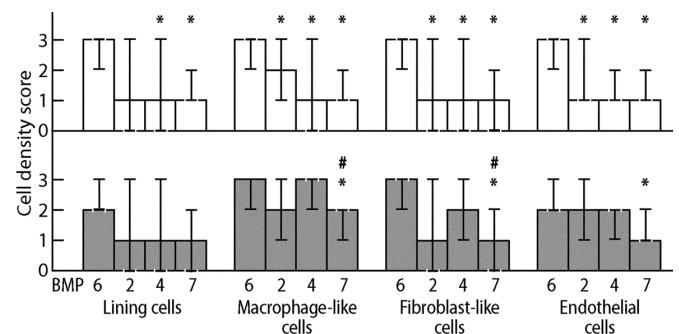 * * * * * * * * * * *
3
2
1
0
Cell density score
# #
* * *
3
2
1
0
BMP 6 2 4 7 6 2 4 7 6 2 4 7 6 2 4 7
Lining cells Macrophage-like Fibroblast-like Endothelial
cells cells cells